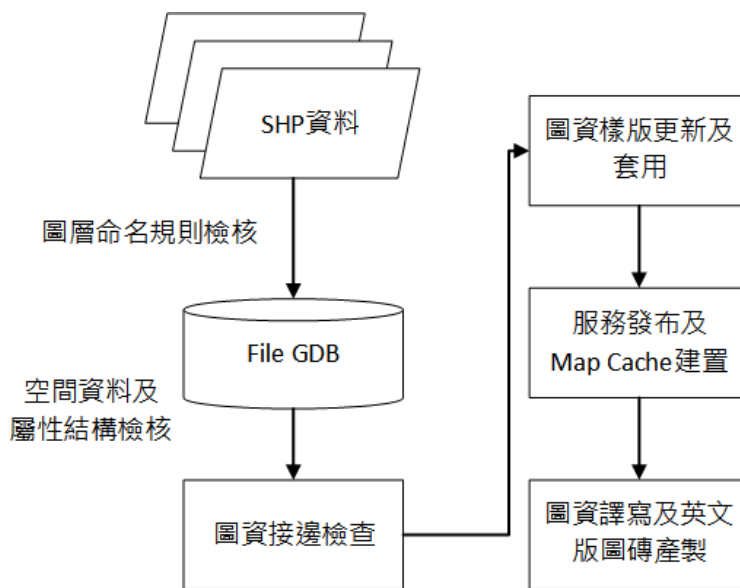 SHP資料
圖層命名規則檢核
File GDB
空間資料及
屬性結構檢核
圖資接邊檢查
圖資樣版更新及
套用
服務發布及
Map Cache建置
圖資譯寫及英文
版圖磚產製